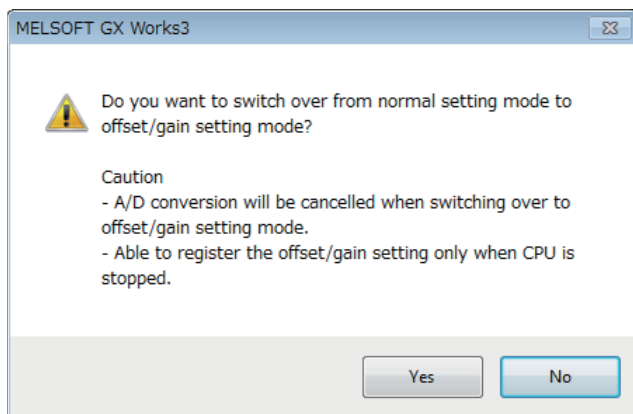 MELSOFT GX Works3
Do you want to switch over from normal setting mode to
offset/gain setting mode?
Caution
- A/D conversion will be cancelled when switching over to
offset/gain setting mode.
- Able to register the offset/gain setting only when CPU is
stopped.
Yes
No